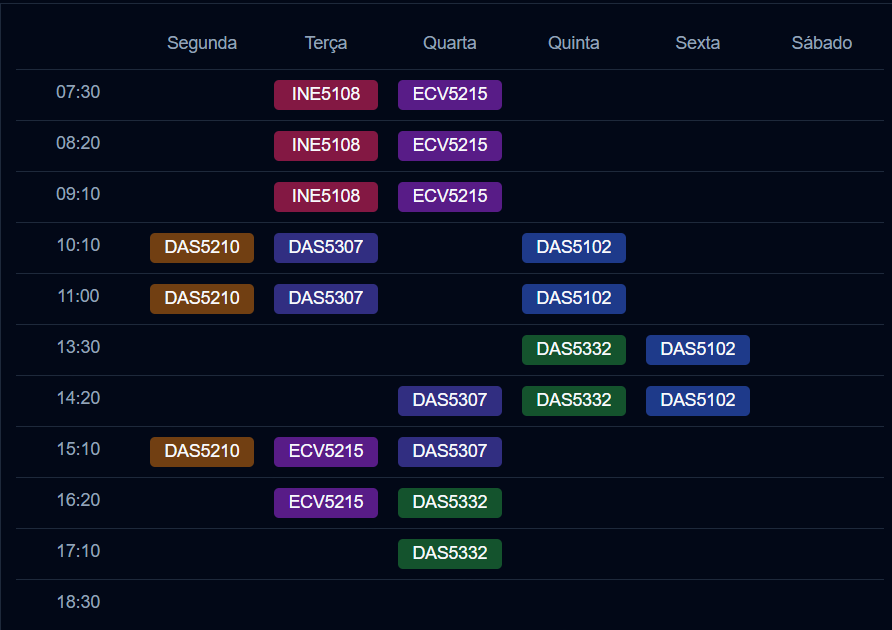 Segunda Terça Quarta Quinta Sexta Sábado
07:30 INE5108 ECV5215
08:20 INE5108 ECV5215
09:10 INE5108 ECV5215
10:10 DAS5210 DAS5307 DAS5102
11:00 DAS5210 DAS5307 DAS5102
13:30 DAS5332 DAS5102
14:20 DAS5307 DAS5332 DAS5102
15:10 DAS5210 ECV5215 DAS5307
16:20 ECV5215 DAS5332
17:10 DAS5332
18:30